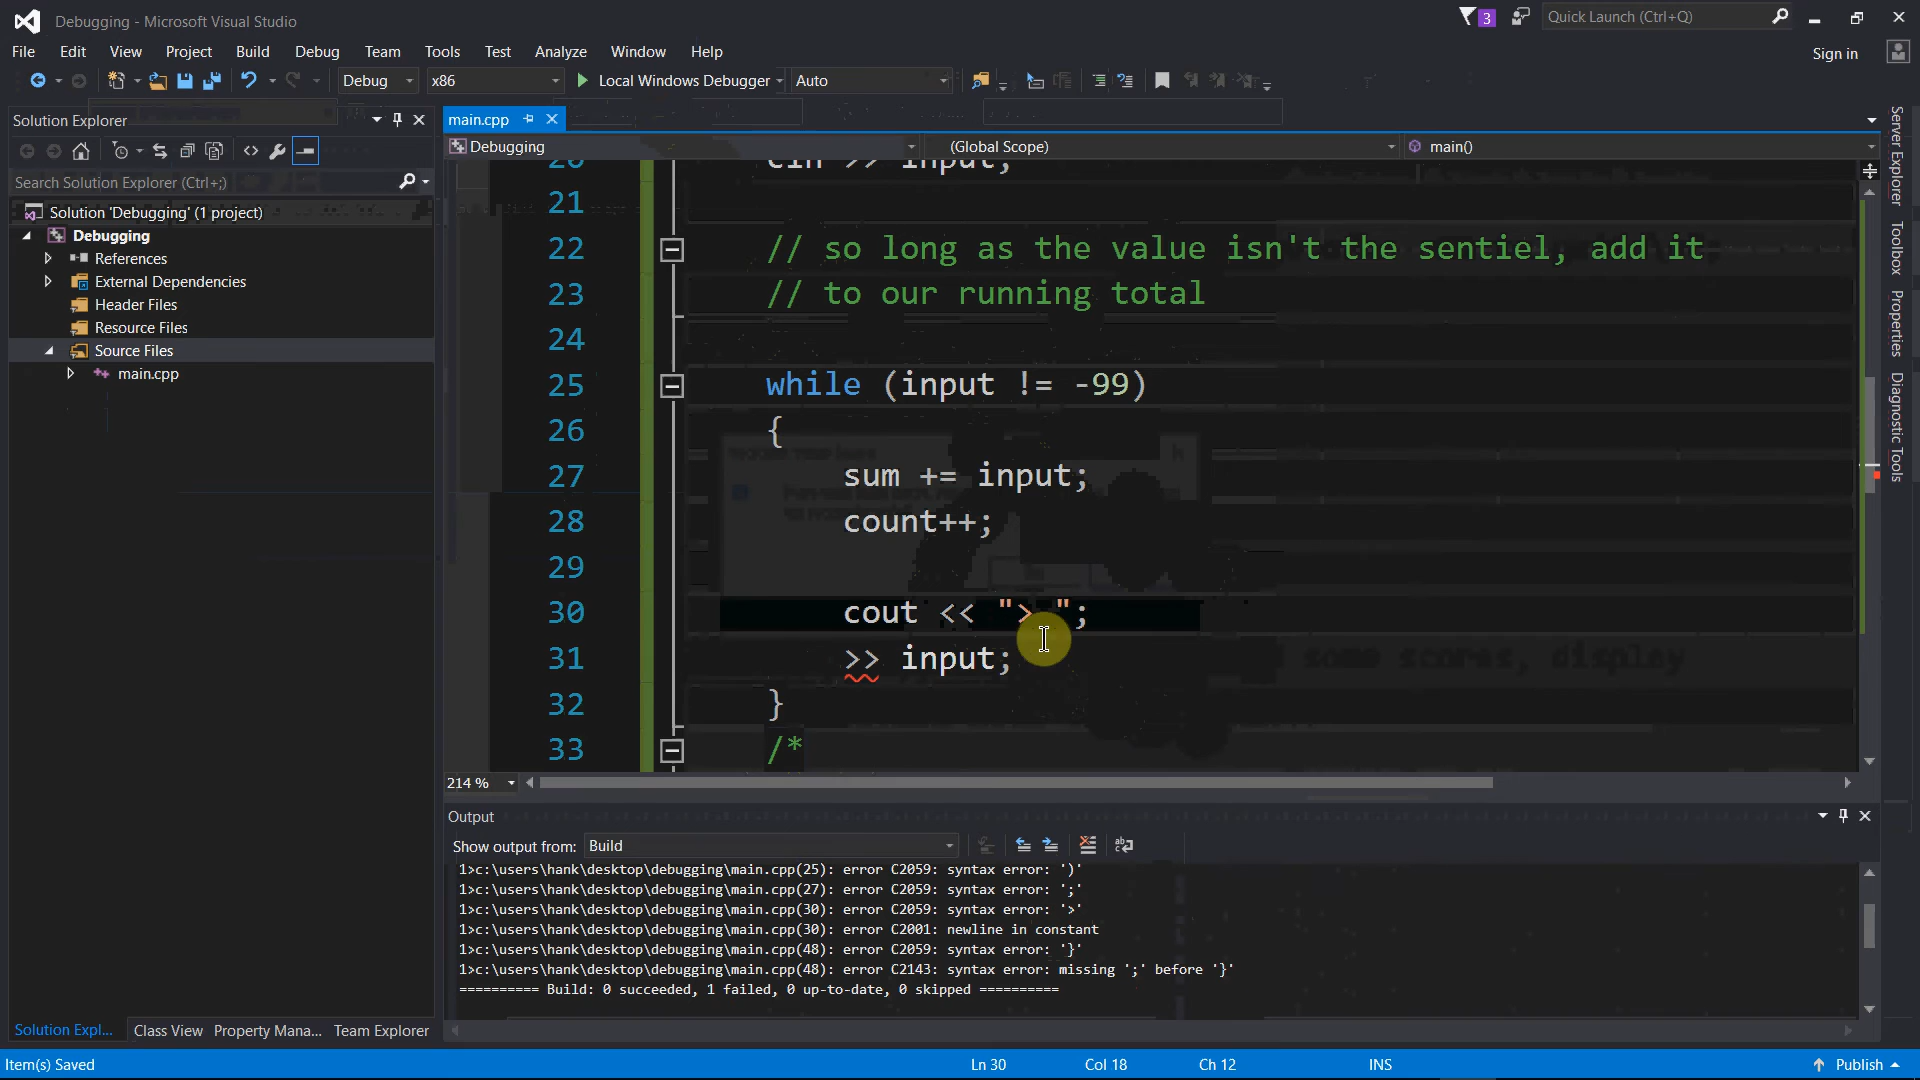 Debugging - Microsoft Visual Studio
3
Quick Launch (Ctrl+Q)
File Edit View Project Build Debug Team Tools Test Analyze Window Help
Sign in
Debug x86 Local Windows Debugger Auto
Solution Explorer
Search Solution Explorer (Ctrl+;)
Solution 'Debugging' (1 project)
Debugging
References
External Dependencies
Header Files
Resource Files
Source Files
main.cpp
main.cpp
Debugging (Global Scope) main()
20 cin >> input;
21
22 // so long as the value isn't the sentiel, add it
23 // to our running total
24
25 while (input != -99)
26 {
27 sum += input;
28 count++;
29
30 cout << "> ";
31 >> input;
32 }
33 /*
some scores, display
214 %
Server Explorer
Toolbox
Properties
Diagnostic Tools
Output
Show output from: Build
1>c:\users\hank\desktop\debugging\main.cpp(25): error C2059: syntax error: ')'
1>c:\users\hank\desktop\debugging\main.cpp(27): error C2059: syntax error: ';'
1>c:\users\hank\desktop\debugging\main.cpp(30): error C2059: syntax error: '>'
1>c:\users\hank\desktop\debugging\main.cpp(30): error C2001: newline in constant
1>c:\users\hank\desktop\debugging\main.cpp(48): error C2059: syntax error: '}'
1>c:\users\hank\desktop\debugging\main.cpp(48): error C2143: syntax error: missing ';' before '}'
========== Build: 0 succeeded, 1 failed, 0 up-to-date, 0 skipped ==========
Solution Expl... Class View Property Mana... Team Explorer
Item(s) Saved Ln 30 Col 18 Ch 12 INS Publish